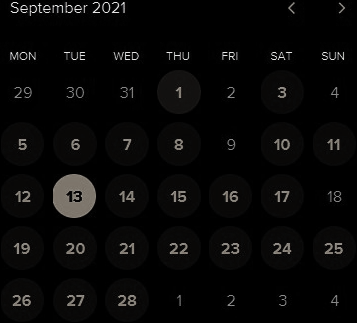 September 2021
MON TUE WED THU FRI SAT SUN
29 30 31 1 2 3 4
5 6 7 8 9 10 11
12 13 14 15 16 17 18
19 20 21 22 23 24 25
26 27 28 1 2 3 4